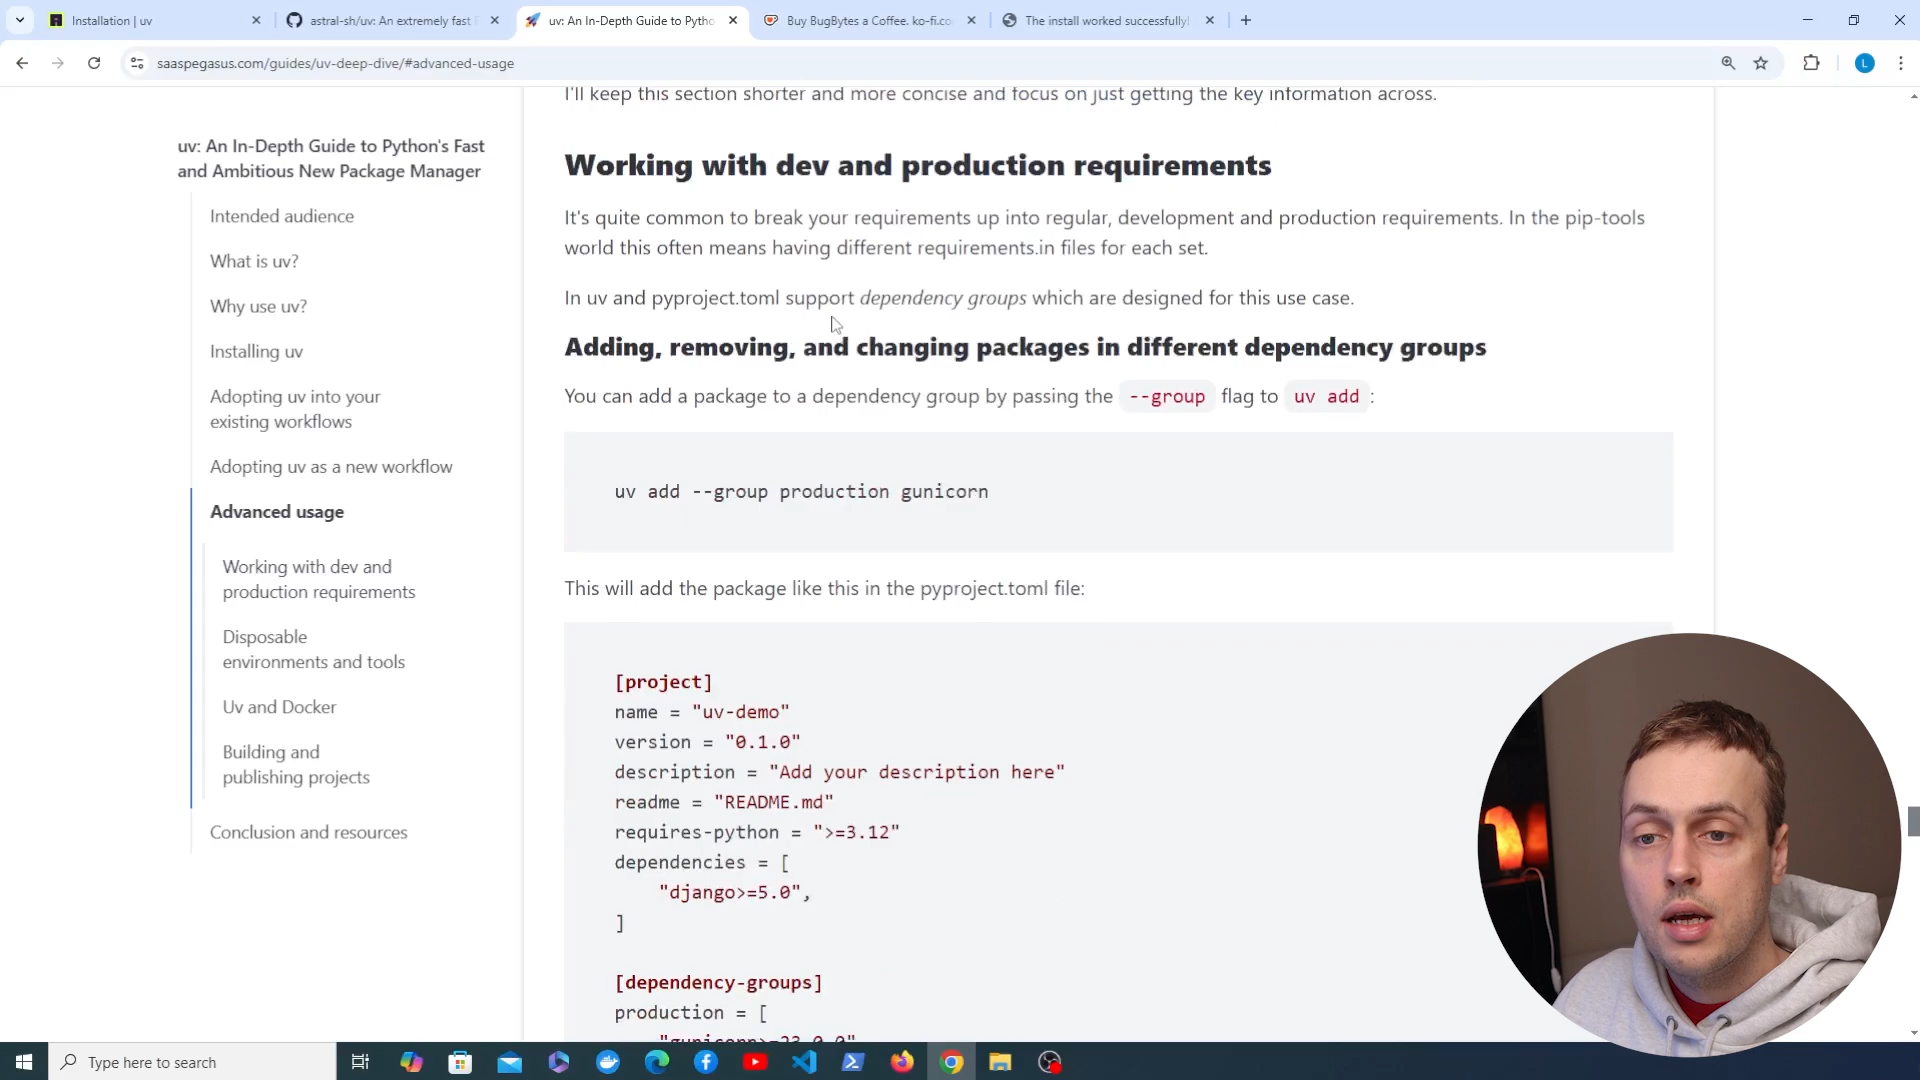 Installation | uv
astral-sh/uv: An extremely fast
uv: An In-Depth Guide to Pytho
Buy BugBytes a Coffee. ko-fi.co
The install worked successfully!
saaspegasus.com/guides/uv-deep-dive/#advanced-usage
L
uv: An In-Depth Guide to Python's Fast
and Ambitious New Package Manager
Intended audience
What is uv?
Why use uv?
Installing uv
Adopting uv into your
existing workflows
Adopting uv as a new workflow
Advanced usage
Working with dev and
production requirements
Disposable
environments and tools
Uv and Docker
Building and
publishing projects
Conclusion and resources
I'll keep this section shorter and more concise and focus on just getting the key information across.
Working with dev and production requirements
It's quite common to break your requirements up into regular, development and production requirements. In the pip-tools
world this often means having different requirements.in files for each set.
In uv and pyproject.toml support dependency groups which are designed for this use case.
Adding, removing, and changing packages in different dependency groups
You can add a package to a dependency group by passing the --group flag to uv add :
uv add --group production gunicorn
This will add the package like this in the pyproject.toml file:
[project]
name = "uv-demo"
version = "0.1.0"
description = "Add your description here"
readme = "README.md"
requires-python = ">=3.12"
dependencies = [
"django>=5.0",
]
[dependency-groups]
production = [
"gunicorn>=23.0.0"
Type here to search